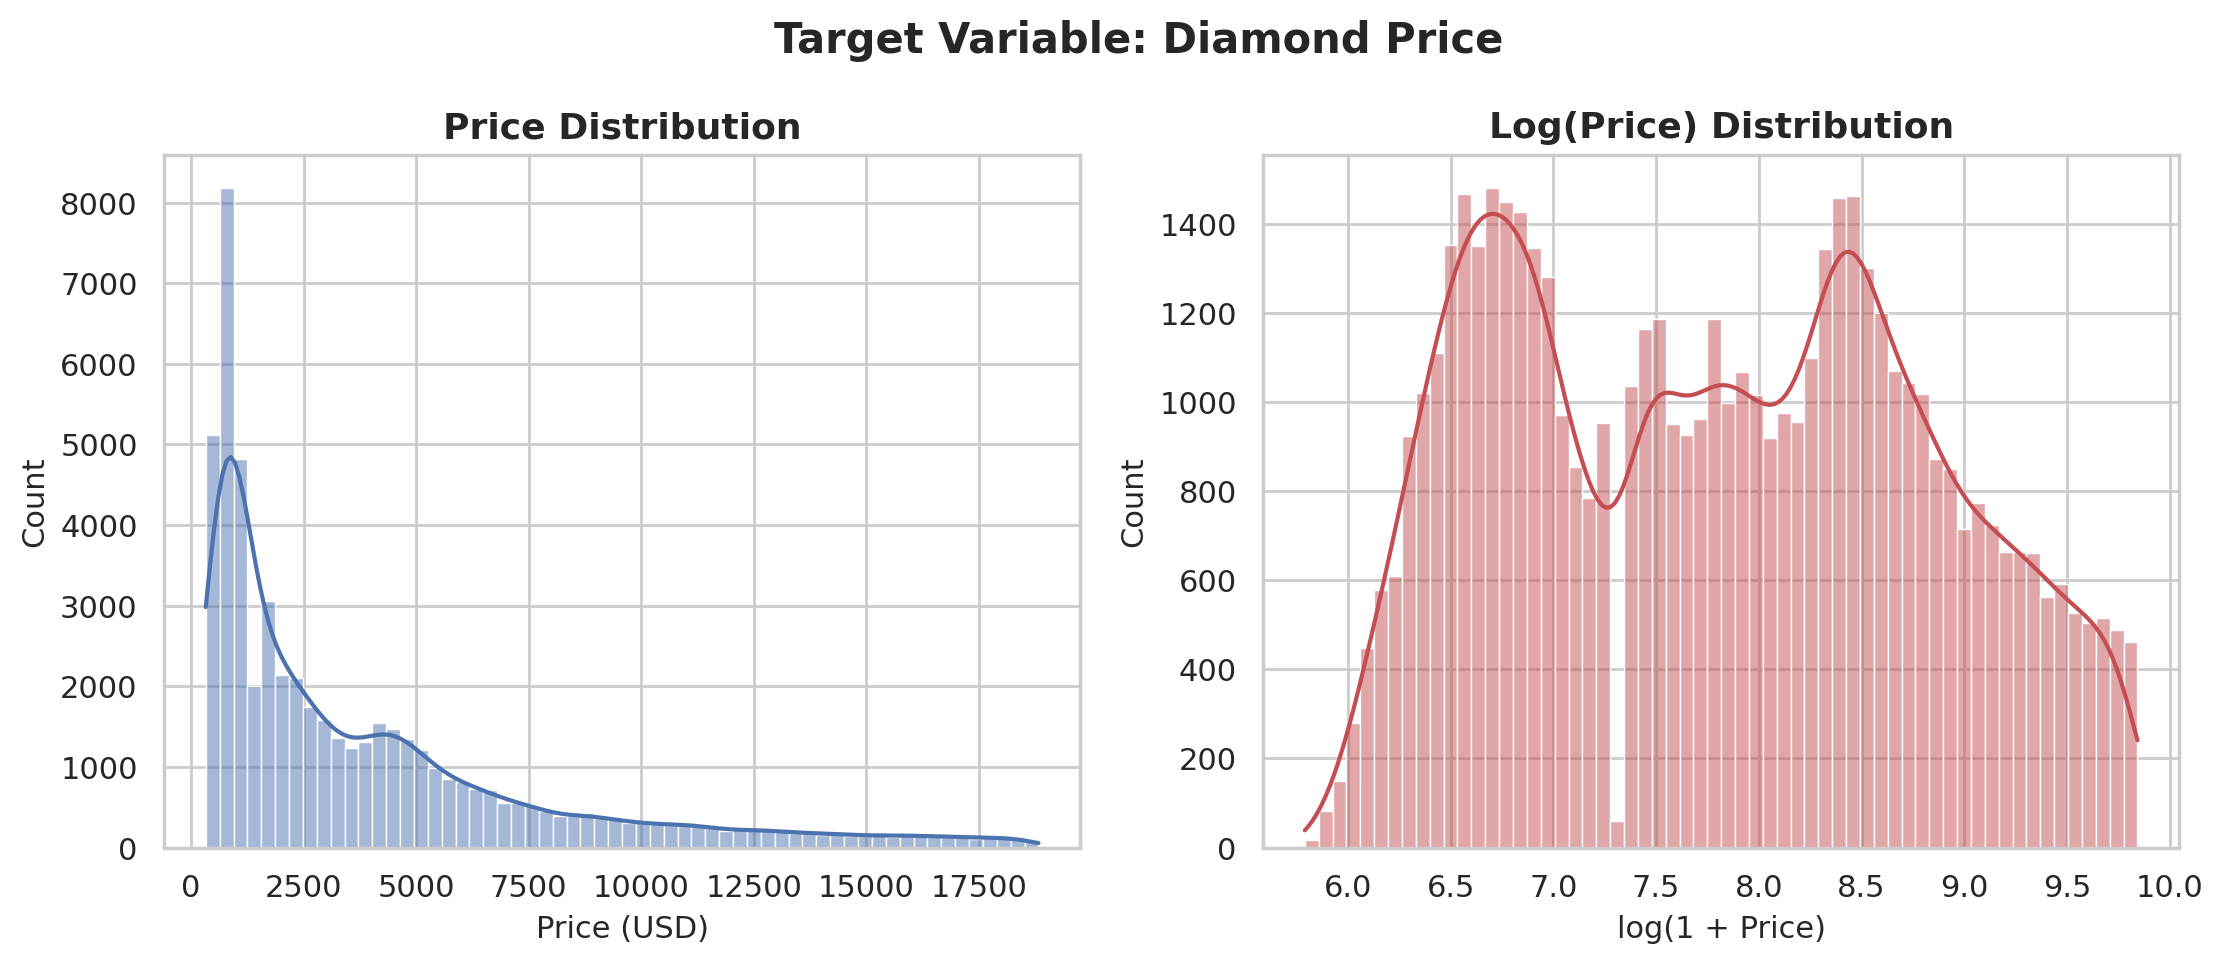 Target Variable: Diamond Price
Price Distribution
8000
7000
6000
5000
4000
3000
2000
1000
0
Count
0 2500 5000 7500 10000 12500 15000 17500
Price (USD)
Log(Price) Distribution
1400
1200
1000
800
600
400
200
0
Count
6.0 6.5 7.0 7.5 8.0 8.5 9.0 9.5 10.0
log(1 + Price)